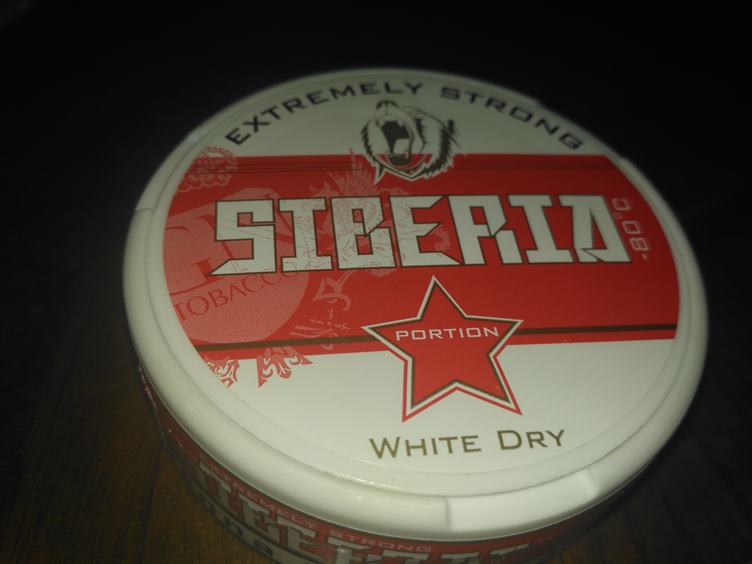 EXTREMELY STRONG
SIBERIA
-80°C
TOBACCO
PORTION
WHITE DRY
EXTREMELY STRONG